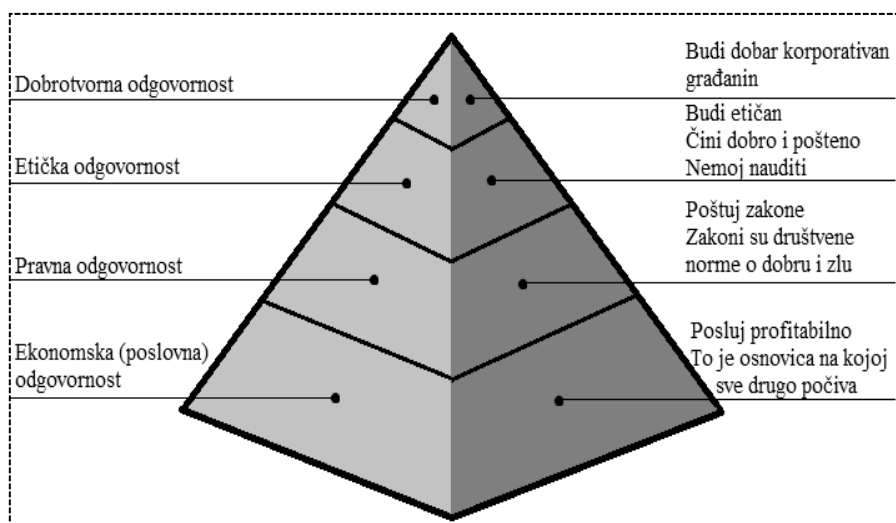 Dobrotvorna odgovornost
Budi dobar korporativan
građanin
Etička odgovornost
Budi etičan
Čini dobro i pošteno
Nemoj nauditi
Pravna odgovornost
Poštuj zakone
Zakoni su društvene
norme o dobru i zlu
Ekonomska (poslovna)
odgovornost
Posluj profitabilno
To je osnovica na kojoj
sve drugo počiva